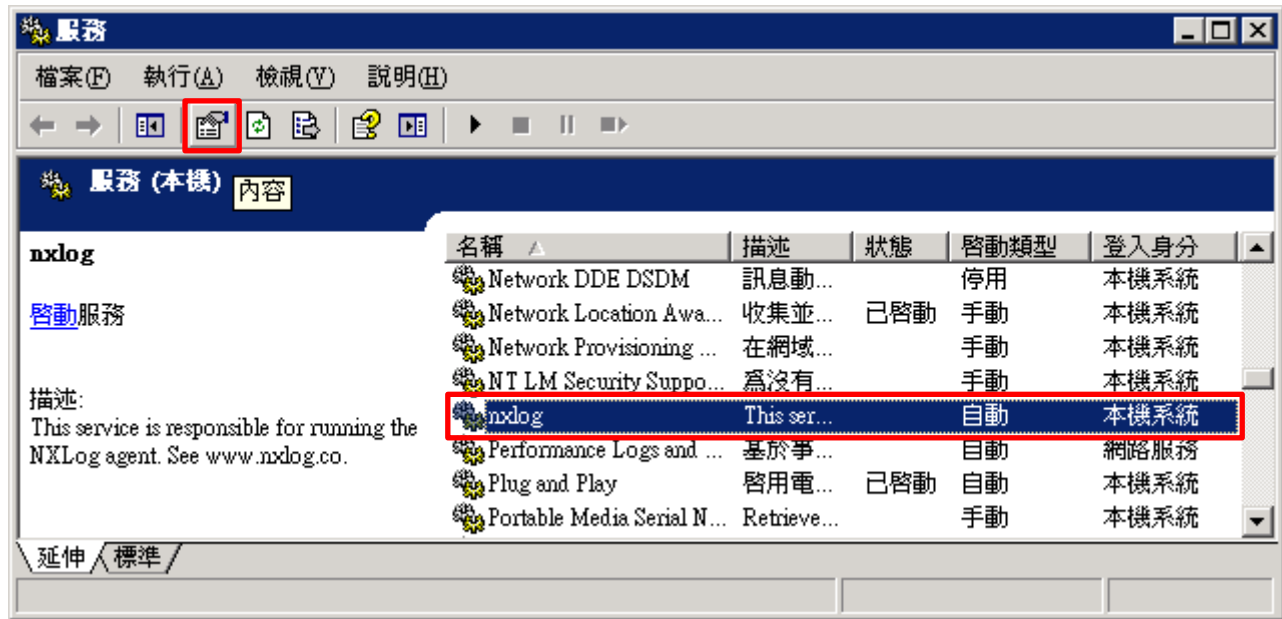 服務
檔案(F) 執行(A) 檢視(V) 說明(H)
服務 (本機)
內容
nxlog
啓動服務
描述:
This service is responsible for running the
NXLog agent. See www.nxlog.co.
名稱 描述 狀態 啓動類型 登入身分
Network DDE DSDM 訊息動... 停用 本機系統
Network Location Awa... 收集並... 已啓動 手動 本機系統
Network Provisioning ... 在網域... 手動 本機系統
NT LM Security Suppo... 爲沒有... 手動 本機系統
nxlog This ser... 自動 本機系統
Performance Logs and ... 基於事... 自動 網路服務
Plug and Play 啓用電... 已啓動 自動 本機系統
Portable Media Serial N... Retrieve... 手動 本機系統
延伸 標準